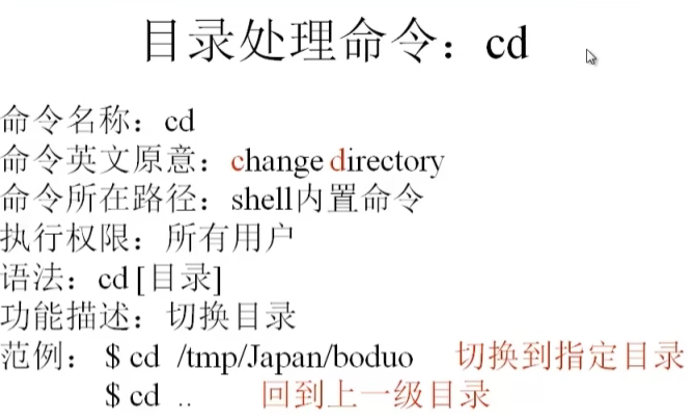 目录处理命令：cd
命令名称：cd
命令英文原意：change directory
命令所在路径：shell内置命令
执行权限：所有用户
语法：cd [目录]
功能描述：切换目录
范例： $ cd /tmp/Japan/boduo 切换到指定目录
$ cd .. 回到上一级目录